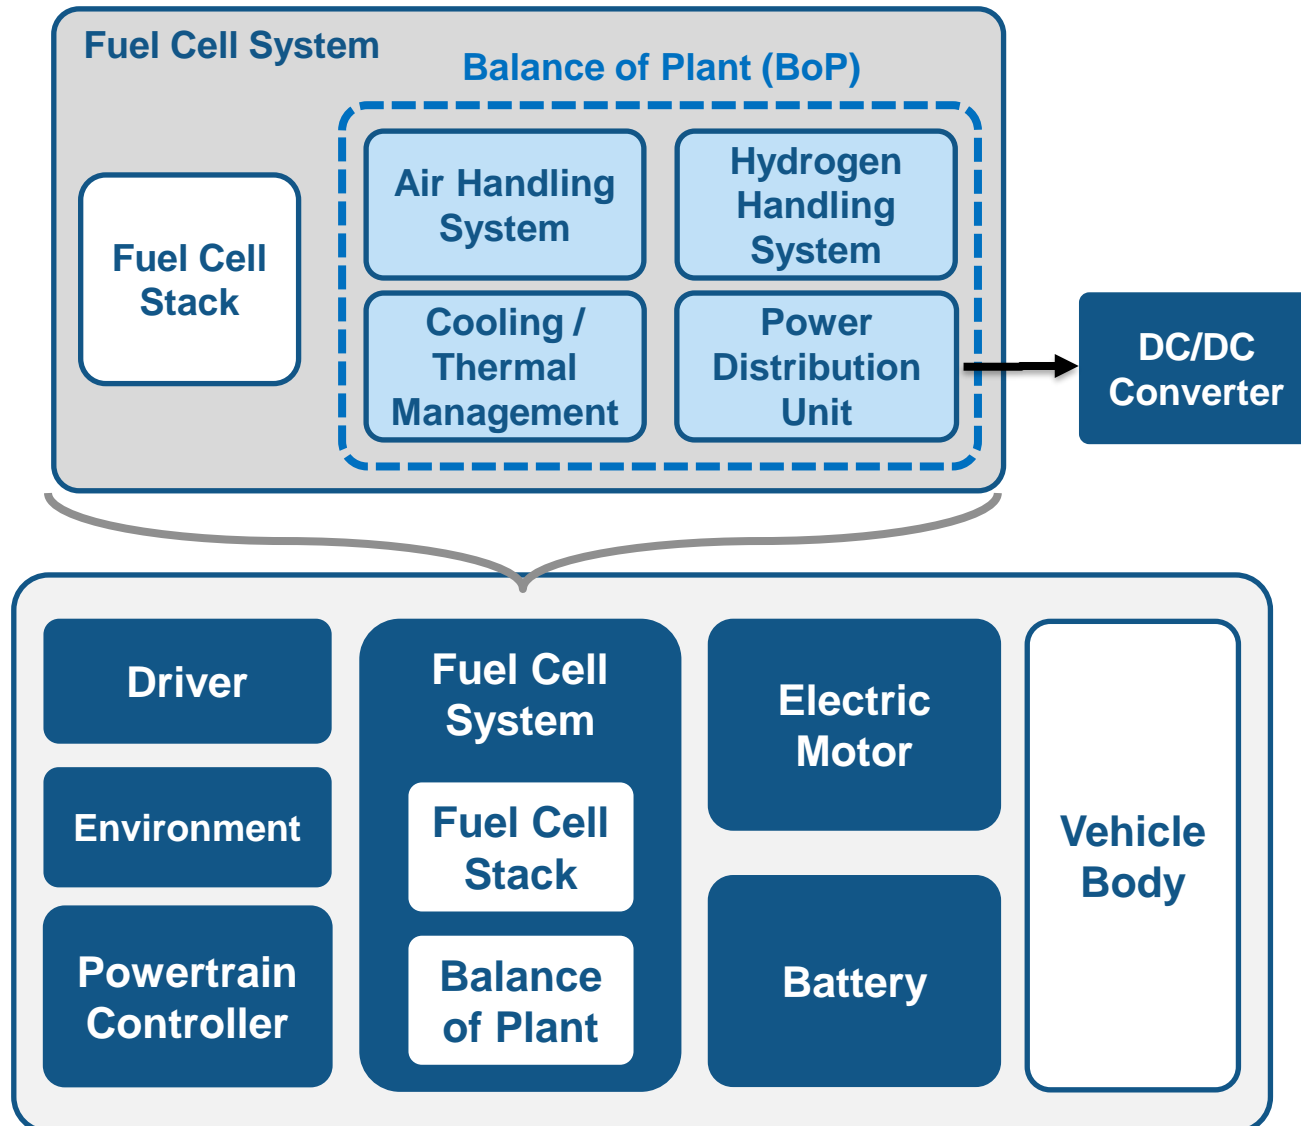 Fuel Cell System
Balance of Plant (BoP)
Fuel Cell
Stack
Air Handling
System
Hydrogen
Handling
System
Cooling /
Thermal
Management
Power
Distribution
Unit
DC/DC
Converter
Driver
Environment
Powertrain
Controller
Fuel Cell
System
Fuel Cell
Stack
Balance
of Plant
Electric
Motor
Battery
Vehicle
Body